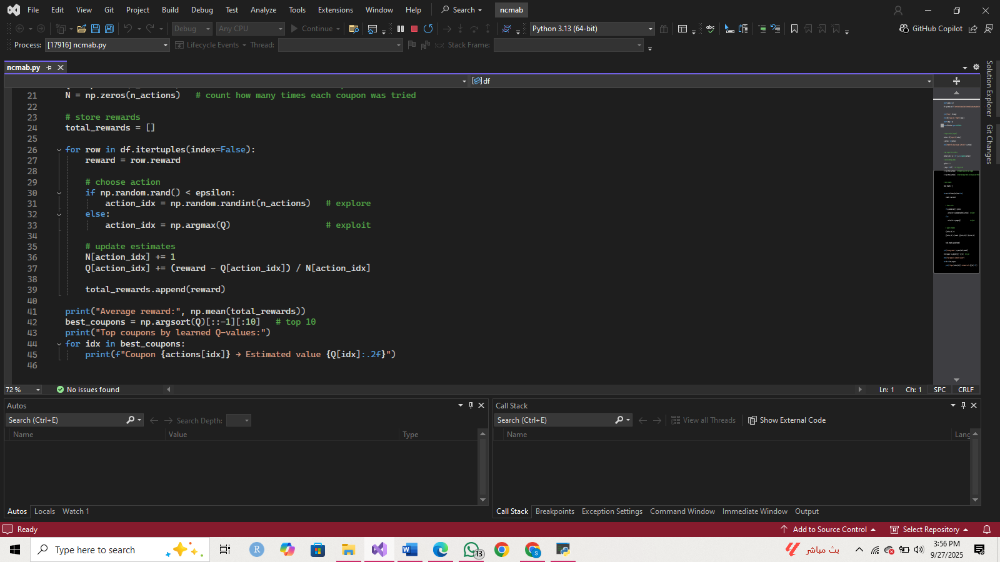 File Edit View Git Project Build Debug Test Analyze Tools Extensions Window Help Search ncmab
Debug Any CPU Continue Python 3.13 (64-bit) GitHub Copilot
Process: [17916] ncmab.py Lifecycle Events Thread: Stack Frame:
ncmab.py
df
21 N = np.zeros(n_actions) # count how many times each coupon was tried
22
23 # store rewards
24 total_rewards = []
25
26 for row in df.itertuples(index=False):
27 reward = row.reward
28
29 # choose action
30 if np.random.rand() < epsilon:
31 action_idx = np.random.randint(n_actions) # explore
32 else:
33 action_idx = np.argmax(Q) # exploit
34
35 # update estimates
36 N[action_idx] += 1
37 Q[action_idx] += (reward - Q[action_idx]) / N[action_idx]
38
39 total_rewards.append(reward)
40
41 print("Average reward:", np.mean(total_rewards))
42 best_coupons = np.argsort(Q)[::-1][:10] # top 10
43 print("Top coupons by learned Q-values:")
44 for idx in best_coupons:
45 print(f"Coupon {actions[idx]} → Estimated value {Q[idx]:.2f}")
46
Solution Explorer
Git Changes
72 % No issues found Ln: 1 Ch: 1 SPC CRLF
Autos
Search (Ctrl+E) Search Depth:
Name Value Type
Autos Locals Watch 1
Call Stack
Search (Ctrl+E) View all Threads Show External Code
Name Lang
Call Stack Breakpoints Exception Settings Command Window Immediate Window Output
Ready Add to Source Control Select Repository
Type here to search
13
بث مباشر
3:56 PM
9/27/2025